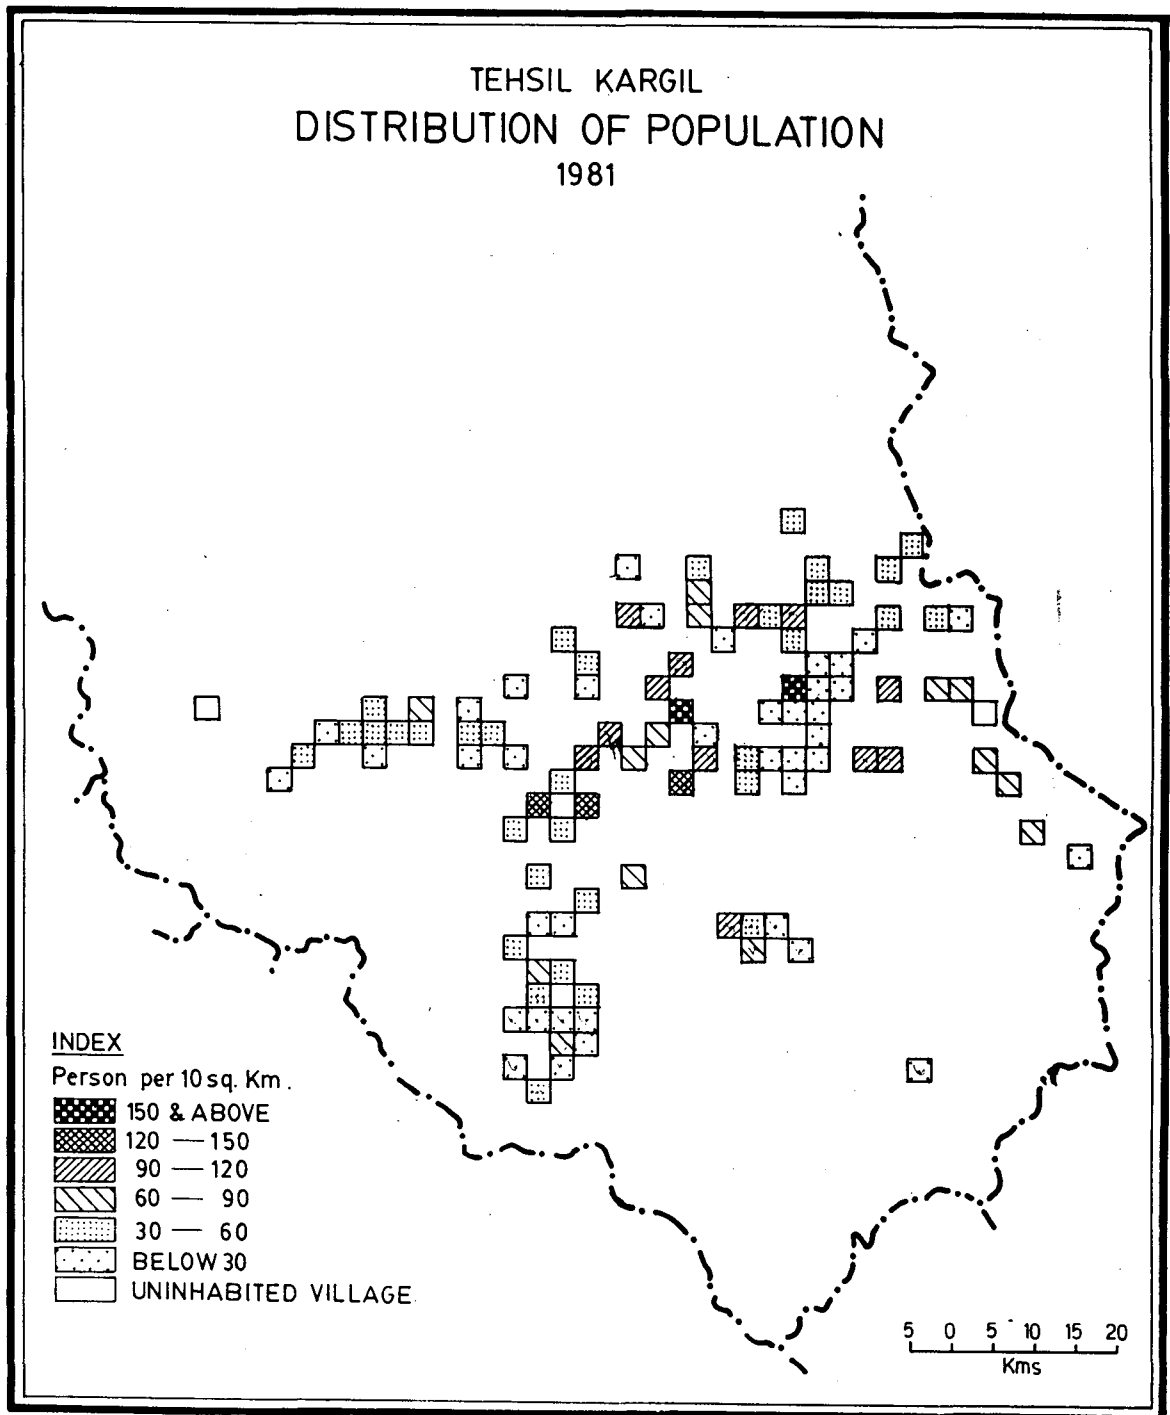 TEHSIL KARGIL
DISTRIBUTION OF POPULATION
1981
INDEX
Person per 10 sq. Km.
150 & ABOVE
120 — 150
90 — 120
60 — 90
30 — 60
BELOW 30
UNINHABITED VILLAGE
5 0 5 10 15 20
Kms